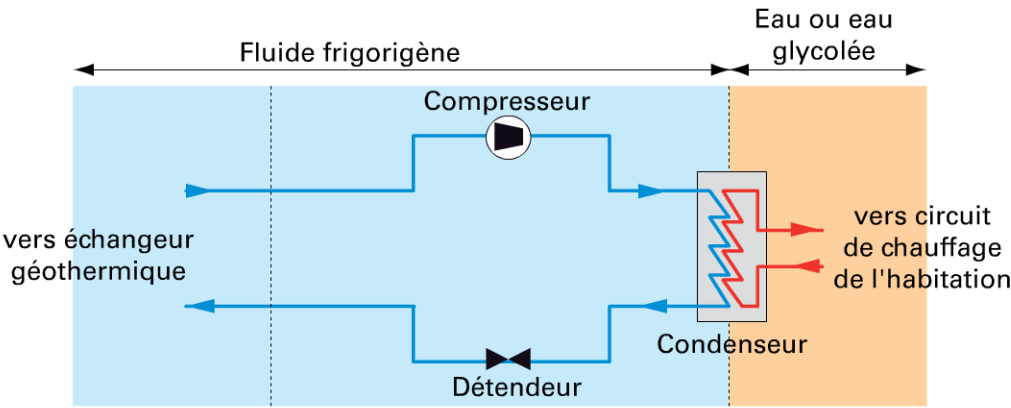 Eau ou eau
glycolée
Fluide frigorigène
Compresseur
vers échangeur
géothermique
vers circuit
de chauffage
de l'habitation
Condenseur
Détendeur